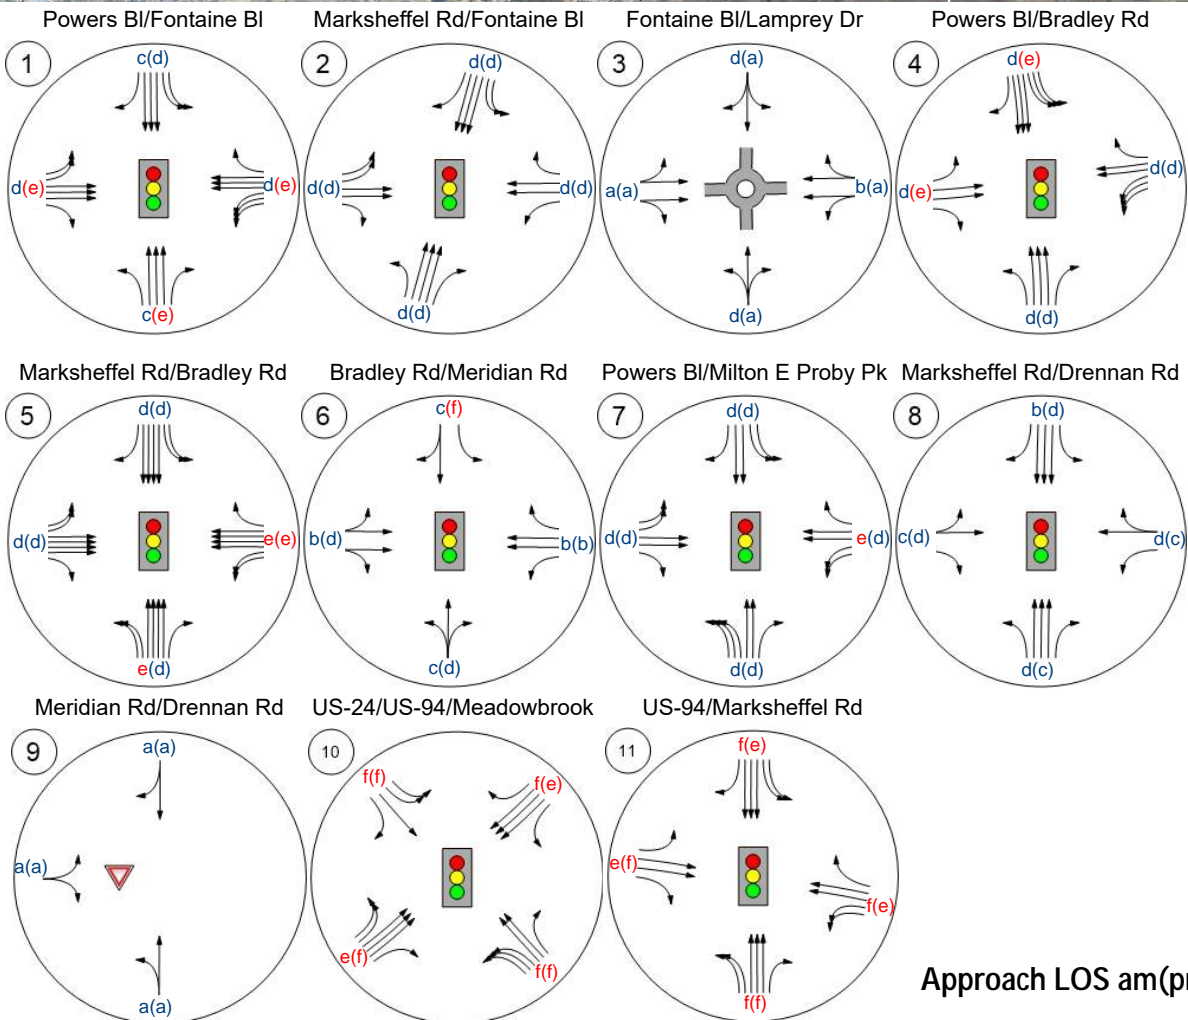 Powers Bl/Fontaine Bl
Marksheffel Rd/Fontaine Bl
Fontaine Bl/Lamprey Dr
Powers Bl/Bradley Rd
1
c(d)
d(e)
d(e)
c(e)
2
d(d)
d(d)
d(d)
d(d)
3
d(a)
a(a)
b(a)
d(a)
4
d(e)
d(e)
d(d)
d(d)
Marksheffel Rd/Bradley Rd
Bradley Rd/Meridian Rd
Powers Bl/Milton E Proby Pk
Marksheffel Rd/Drennan Rd
5
d(d)
d(d)
e(e)
e(d)
6
c(f)
b(d)
b(b)
c(d)
7
d(d)
d(d)
e(d)
d(d)
8
b(d)
c(d)
d(c)
d(c)
Meridian Rd/Drennan Rd
US-24/US-94/Meadowbrook
US-94/Marksheffel Rd
9
a(a)
a(a)
a(a)
10
f(f)
f(e)
e(f)
f(f)
11
f(e)
e(f)
f(e)
f(f)
Approach LOS am(pm